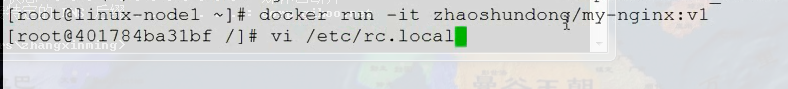 [root@linux-node1 ~]# docker run -it zhaoshundong/my-nginx:v1
[root@401784ba31bf /]# vi /etc/rc.local